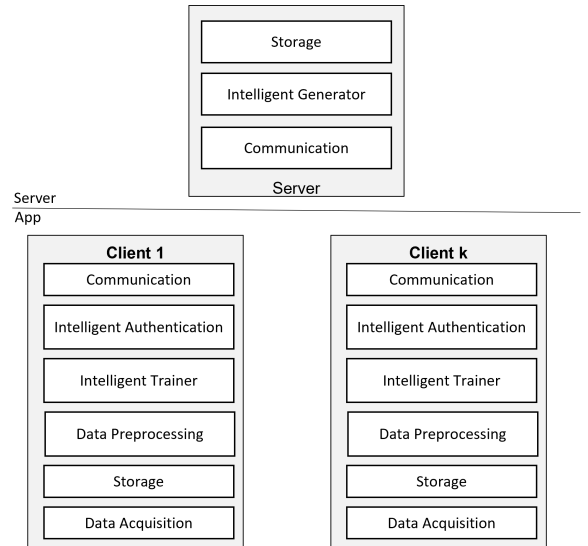 Storage
Intelligent Generator
Communication
Server
Server
App
Client 1
Communication
Intelligent Authentication
Intelligent Trainer
Data Preprocessing
Storage
Data Acquisition
Client k
Communication
Intelligent Authentication
Intelligent Trainer
Data Preprocessing
Storage
Data Acquisition